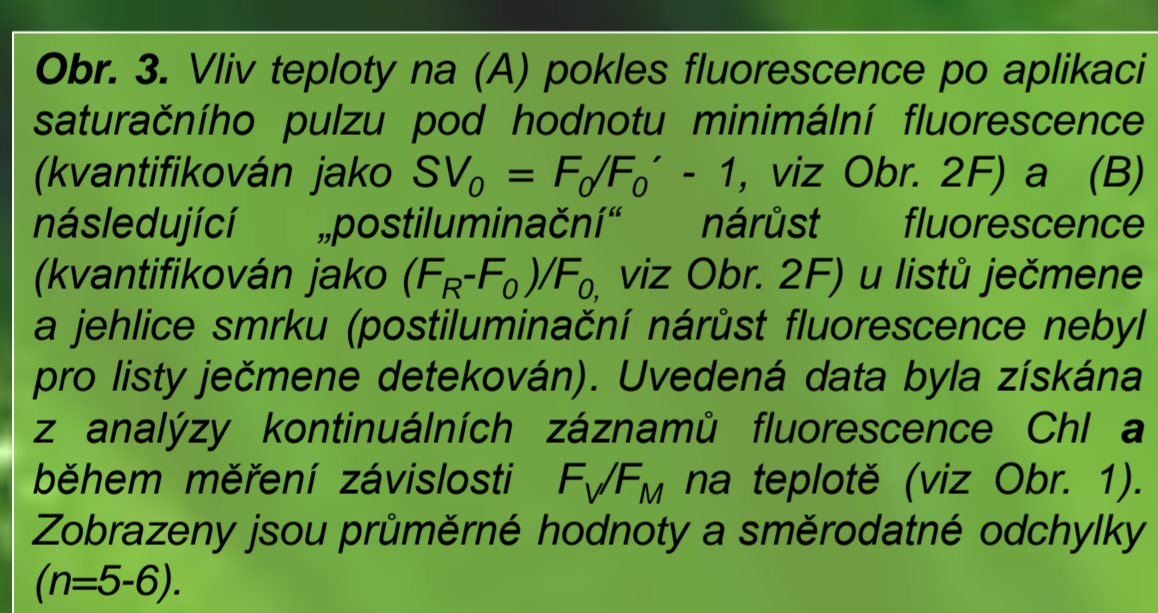 Obr. 3. Vliv teploty na (A) pokles fluorescence po aplikaci
saturačního pulzu pod hodnotu minimální fluorescence
(kvantifikován jako SV₀ = F₀/F₀´ - 1, viz Obr. 2F) a (B)
následující „postiluminační“ nárůst fluorescence
(kvantifikován jako (F_R-F₀)/F₀, viz Obr. 2F) u listů ječmene
a jehlice smrku (postiluminační nárůst fluorescence nebyl
pro listy ječmene detekován). Uvedená data byla získána
z analýzy kontinuálních záznamů fluorescence Chl a
během měření závislosti F_V/F_M na teplotě (viz Obr. 1).
Zobrazeny jsou průměrné hodnoty a směrodatné odchylky
(n=5-6).